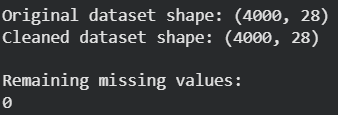 Original dataset shape: (4000, 28)
Cleaned dataset shape: (4000, 28)
Remaining missing values:
0